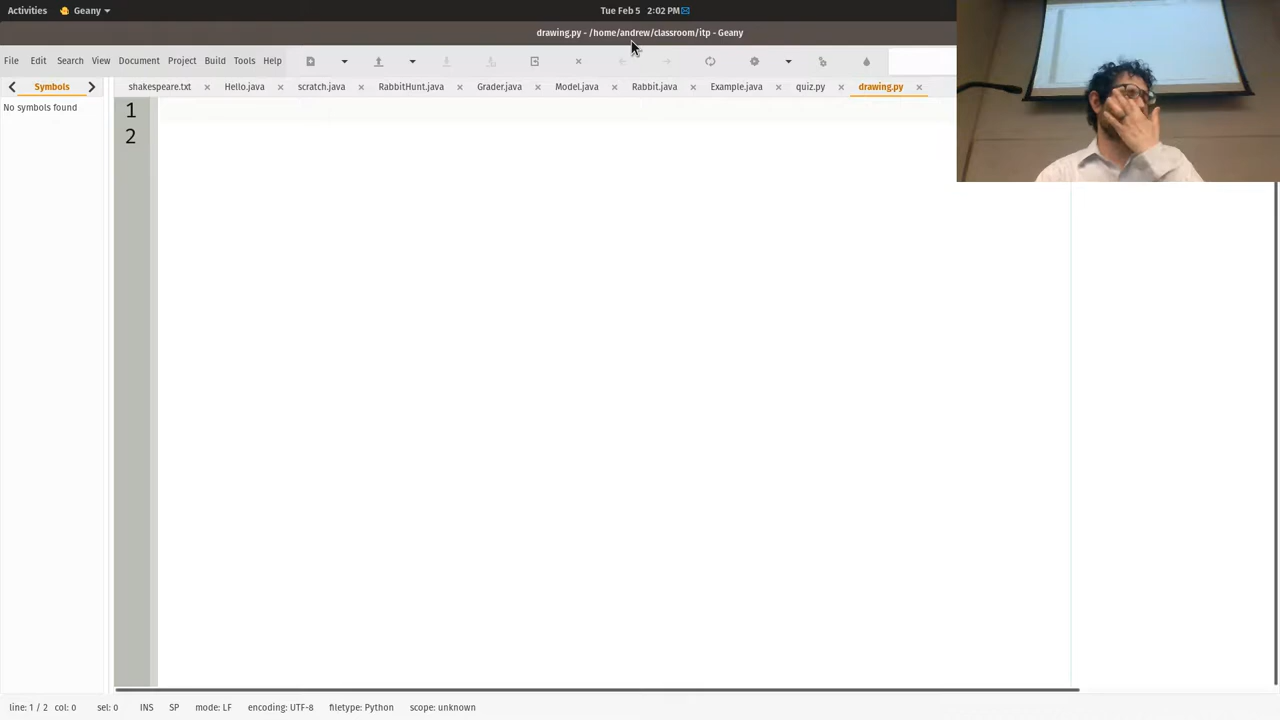 Activities Geany Tue Feb 5 2:02 PM
drawing.py - /home/andrew/classroom/itp - Geany
File Edit Search View Document Project Build Tools Help
Symbols shakespeare.txt Hello.java scratch.java RabbitHunt.java Grader.java Model.java Rabbit.java Example.java quiz.py drawing.py
No symbols found
1
2
line: 1 / 2 col: 0 sel: 0 INS SP mode: LF encoding: UTF-8 filetype: Python scope: unknown